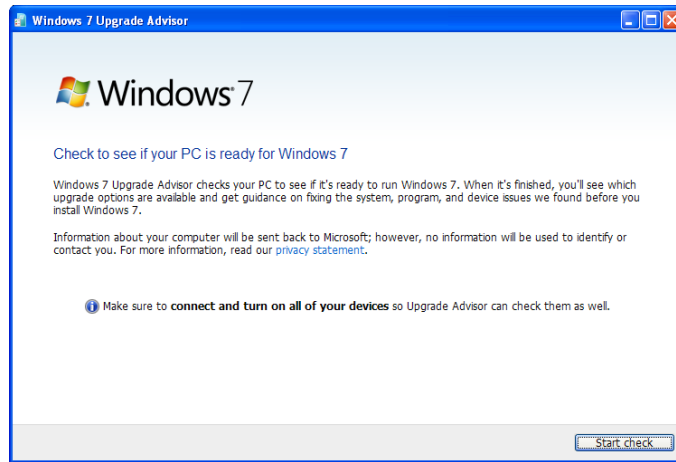 Windows 7 Upgrade Advisor
Windows 7
Check to see if your PC is ready for Windows 7
Windows 7 Upgrade Advisor checks your PC to see if it's ready to run Windows 7. When it's finished, you'll see which
upgrade options are available and get guidance on fixing the system, program, and device issues we found before you
install Windows 7.
Information about your computer will be sent back to Microsoft; however, no information will be used to identify or
contact you. For more information, read our privacy statement.
Make sure to connect and turn on all of your devices so Upgrade Advisor can check them as well.
Start check